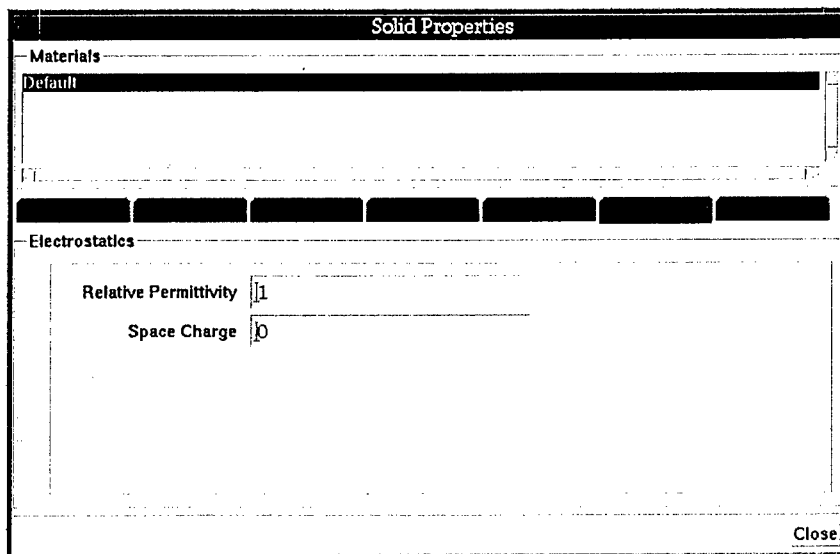 Solid Properties
Materials
Default
Electrostatics
Relative Permittivity 1
Space Charge 0
Close